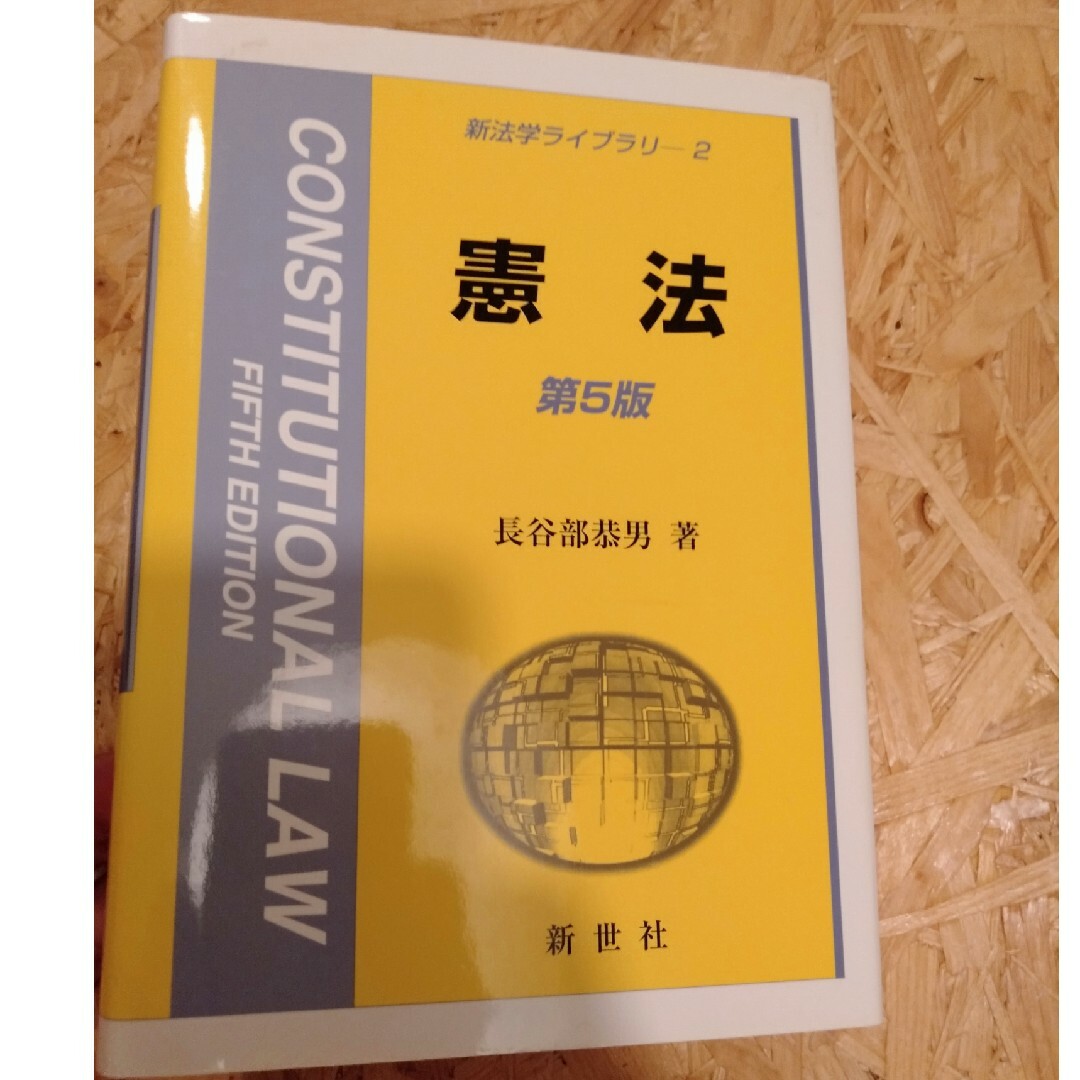 新法学ライブラリ― 2
憲 法
第5版
長谷部恭男 著
新世社
CONSTITUTIONAL LAW
FIFTH EDITION